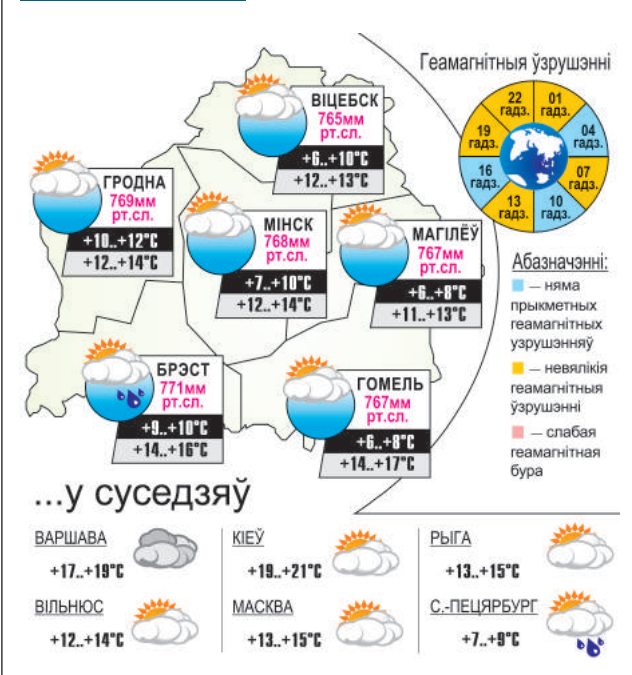 Геамагнітныя ўзрушэнні
22 гадз.
01 гадз.
04 гадз.
07 гадз.
10 гадз.
13 гадз.
16 гадз.
19 гадз.
ВІЦЕБСК
765мм
рт.сл.
+6..+10°C
+12..+13°C
ГРОДНА
769мм
рт.сл.
+10..+12°C
+12..+14°C
МІНСК
768мм
рт.сл.
+7..+10°C
+12..+14°C
МАГІЛЁЎ
767мм
рт.сл.
+6..+8°C
+11..+13°C
БРЭСТ
771мм
рт.сл.
+9..+10°C
+14..+16°C
ГОМЕЛЬ
767мм
рт.сл.
+6..+8°C
+14..+17°C
Абазначэнні:
— няма
прыкметных
геамагнітных
узрушэнняў
— невялікія
геамагнітныя
ўзрушэнні
— слабая
геамагнітная
бура
...у суседзяў
ВАРШАВА
+17..+19°C
КІЕЎ
+19..+21°C
РЫГА
+13..+15°C
ВІЛЬНЮС
+12..+14°C
МАСКВА
+13..+15°C
С.-ПЕЦЯРБУРГ
+7..+9°C